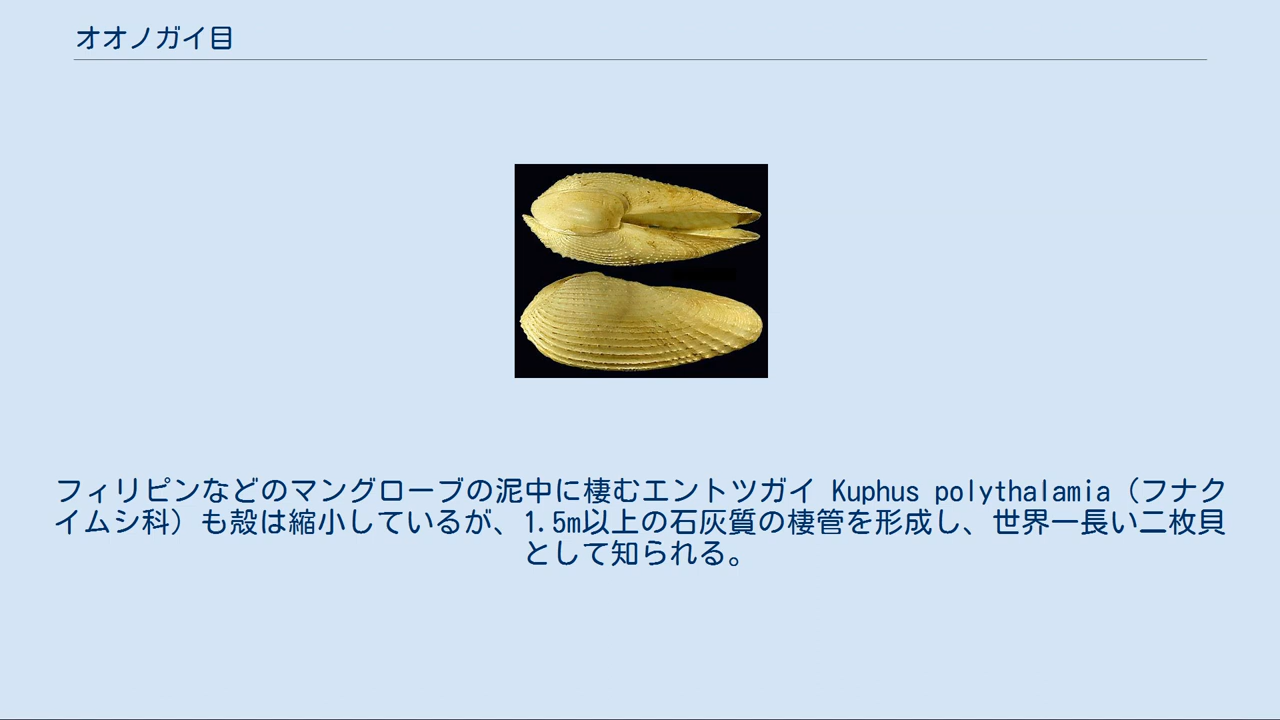 オオノガイ目
フィリピンなどのマングローブの泥中に棲むエントツガイ Kuphus polythalamia（フナク
イムシ科）も殻は縮小しているが、1.5m以上の石灰質の棲管を形成し、世界一長い二枚貝
として知られる。